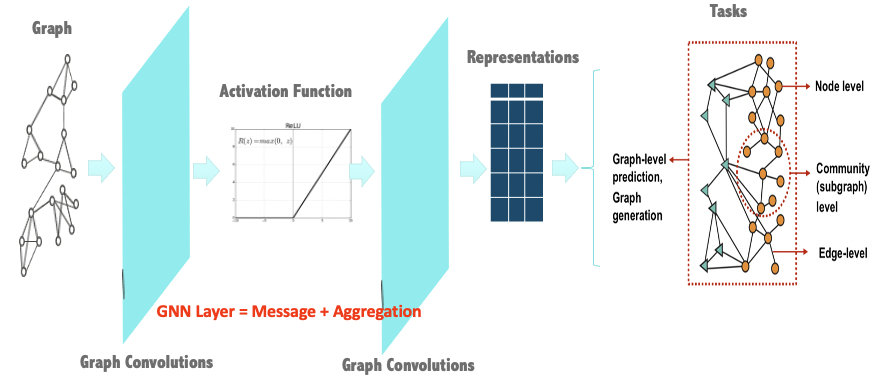 Graph
Tasks
Activation Function
Representations
ReLU
R(x)=max(0, x)
Node level
Graph-level
prediction,
Graph
generation
Community
(subgraph)
level
Edge-level
GNN Layer = Message + Aggregation
Graph Convolutions
Graph Convolutions